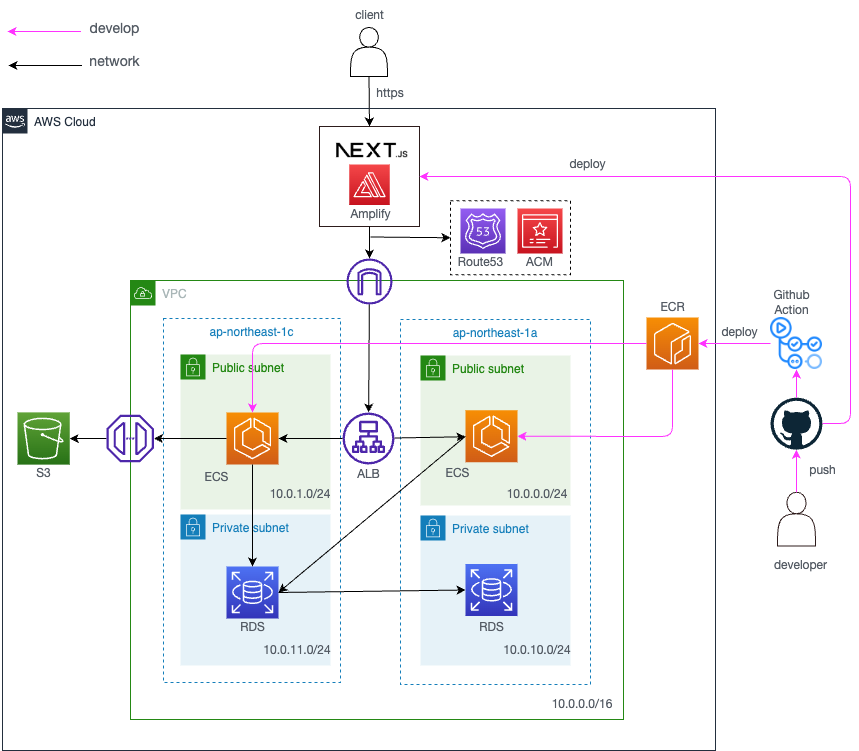 client
develop
network
https
aws
AWS Cloud
NEXT.JS
Amplify
deploy
53
Route53
ACM
VPC
ECR
Github
Action
ap-northeast-1c
ap-northeast-1a
deploy
Public subnet
Public subnet
S3
ECS
ALB
ECS
push
10.0.1.0/24
10.0.0.0/24
Private subnet
Private subnet
developer
RDS
RDS
10.0.11.0/24
10.0.10.0/24
10.0.0.0/16